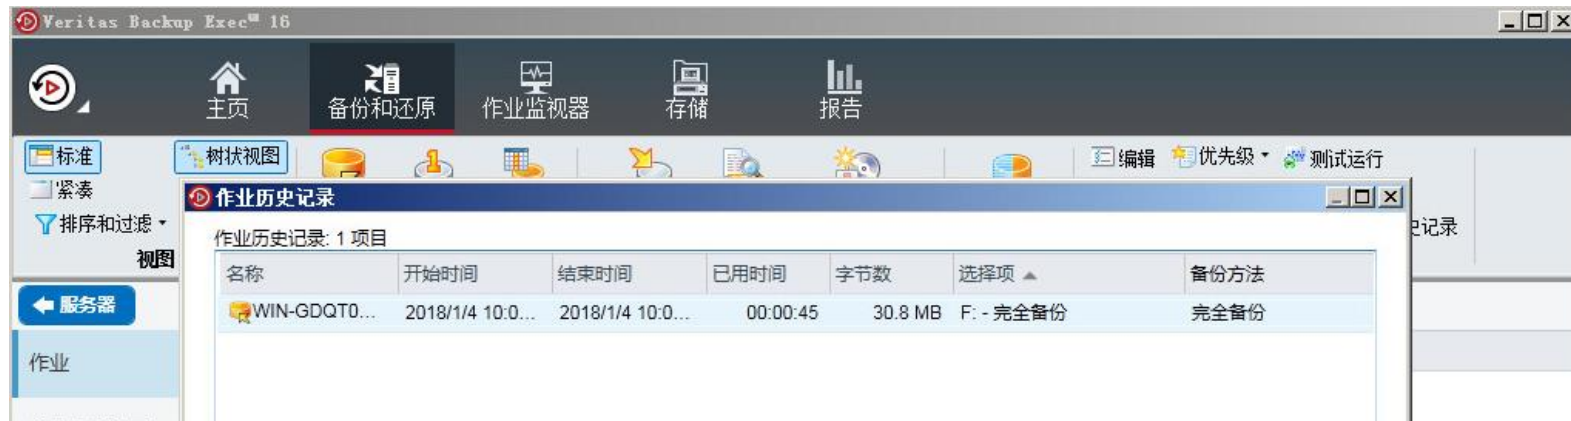 Veritas Backup Exec™ 16
主页
备份和还原
作业监视器
存储
报告
标准
树状视图
编辑
优先级
测试运行
紧凑
排序和过滤
视图
史记录
作业历史记录
作业历史记录: 1 项目
名称 开始时间 结束时间 已用时间 字节数 选择项 备份方法
WIN-GDQT0... 2018/1/4 10:0... 2018/1/4 10:0... 00:00:45 30.8 MB F: - 完全备份 完全备份
服务器
作业